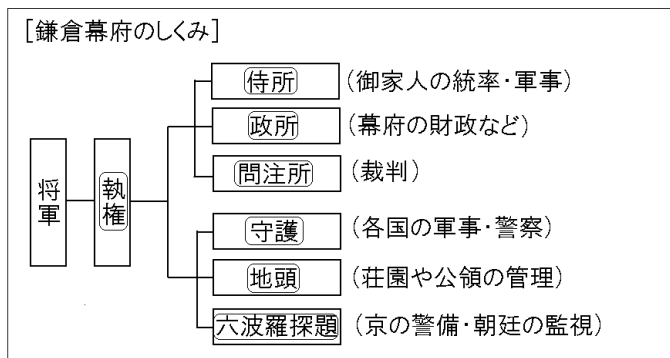 [鎌倉幕府のしくみ]
侍所 (御家人の統率・軍事)
政所 (幕府の財政など)
問注所 (裁判)
将軍
執権
守護 (各国の軍事・警察)
地頭 (荘園や公領の管理)
六波羅探題 (京の警備・朝廷の監視)